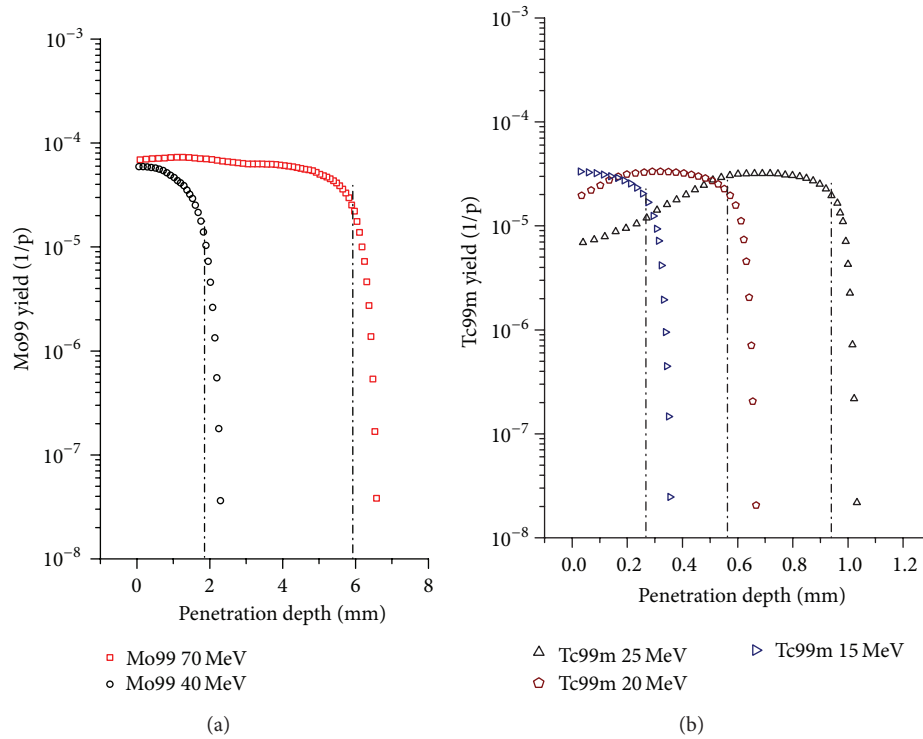 10⁻³
10⁻⁴
10⁻⁵
10⁻⁶
10⁻⁷
10⁻⁸
Mo99 yield (1/p)
0 2 4 6 8
Penetration depth (mm)
Mo99 70 MeV
Mo99 40 MeV
(a)
10⁻³
10⁻⁴
10⁻⁵
10⁻⁶
10⁻⁷
10⁻⁸
Tc99m yield (1/p)
0.0 0.2 0.4 0.6 0.8 1.0 1.2
Penetration depth (mm)
Tc99m 25 MeV Tc99m 15 MeV
Tc99m 20 MeV
(b)